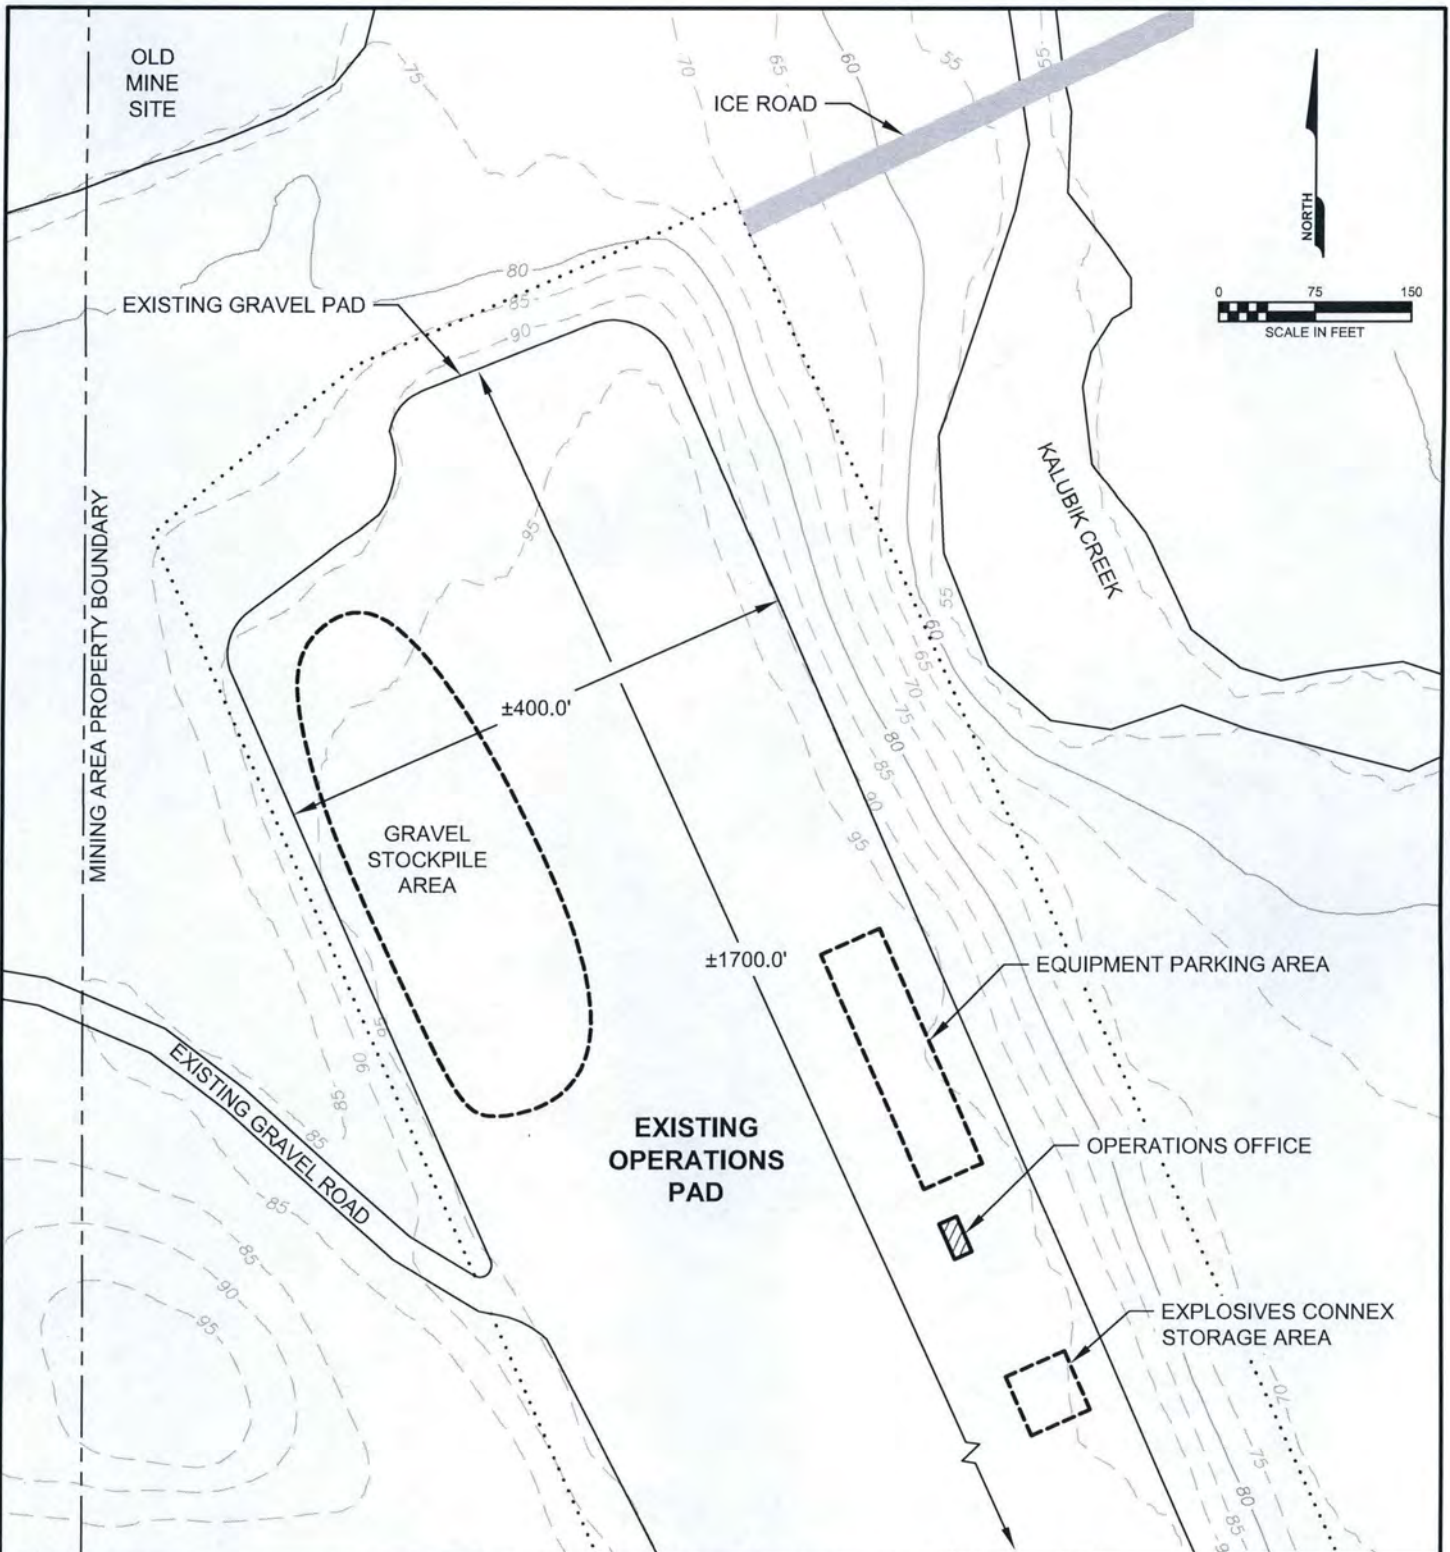 OLD
MINE
SITE
75
70
65
60
55
55
ICE ROAD
NORTH
0 75 150
SCALE IN FEET
80
85
90
EXISTING GRAVEL PAD
KALUBIK CREEK
95
MINING AREA PROPERTY BOUNDARY
55
60
65
70
75
80
85
90
95
±400.0'
GRAVEL
STOCKPILE
AREA
±1700.0'
EQUIPMENT PARKING AREA
95
90
85
85
EXISTING GRAVEL ROAD
EXISTING
OPERATIONS
PAD
OPERATIONS OFFICE
85
85
90
95
EXPLOSIVES CONNEX
STORAGE AREA
70
75
80
85